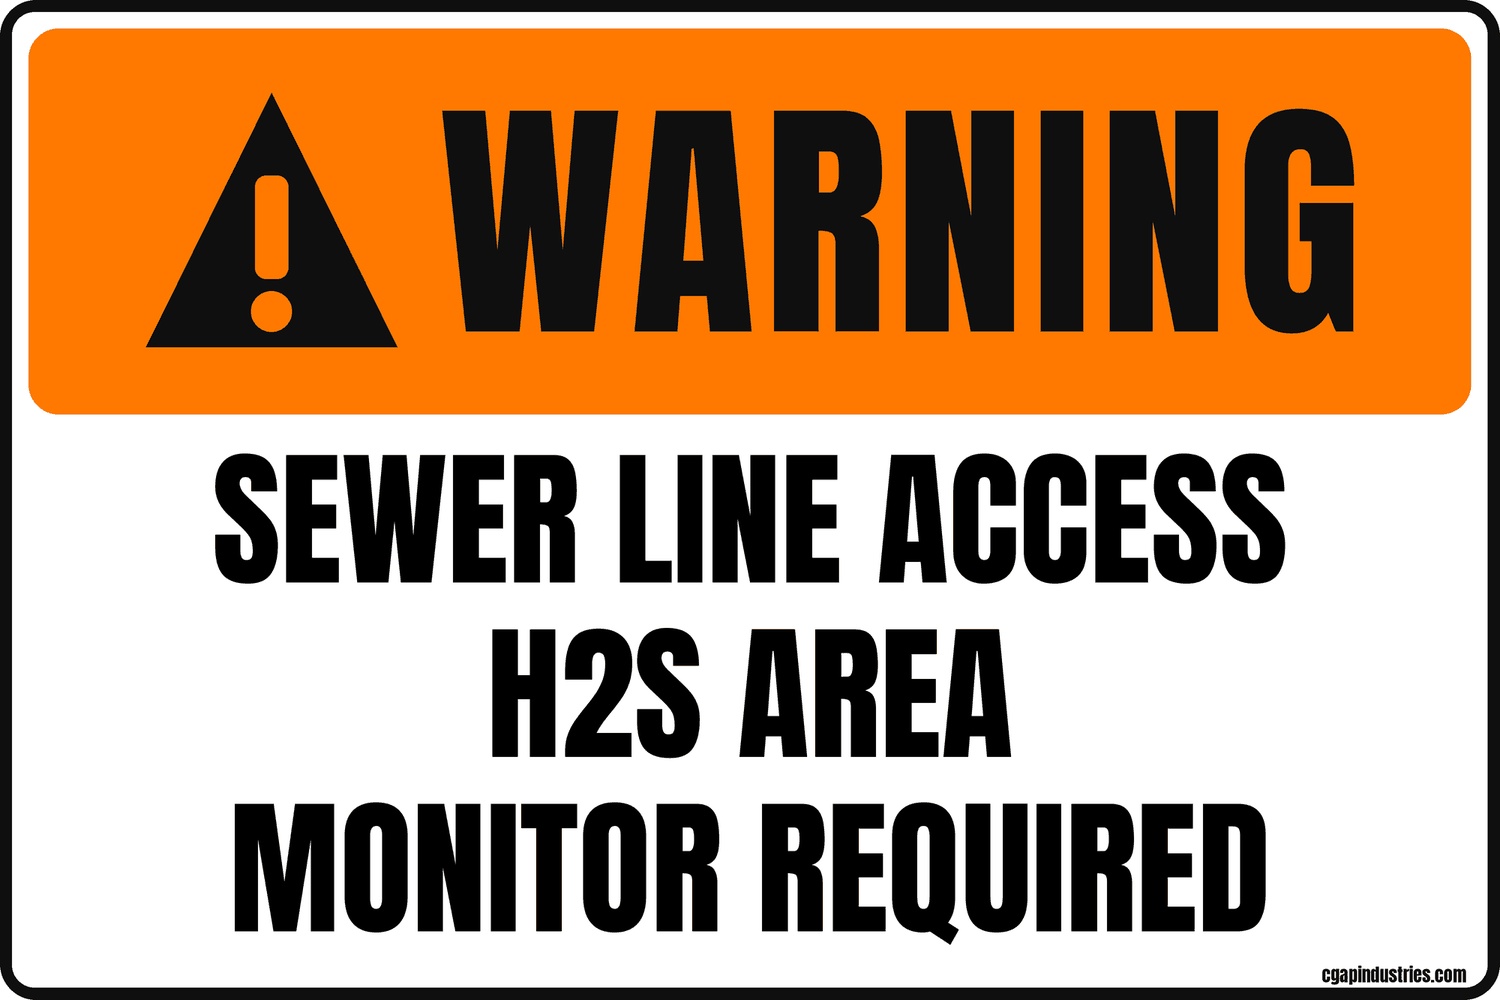 WARNING
SEWER LINE ACCESS
H2S AREA
MONITOR REQUIRED
cgapindustries.com